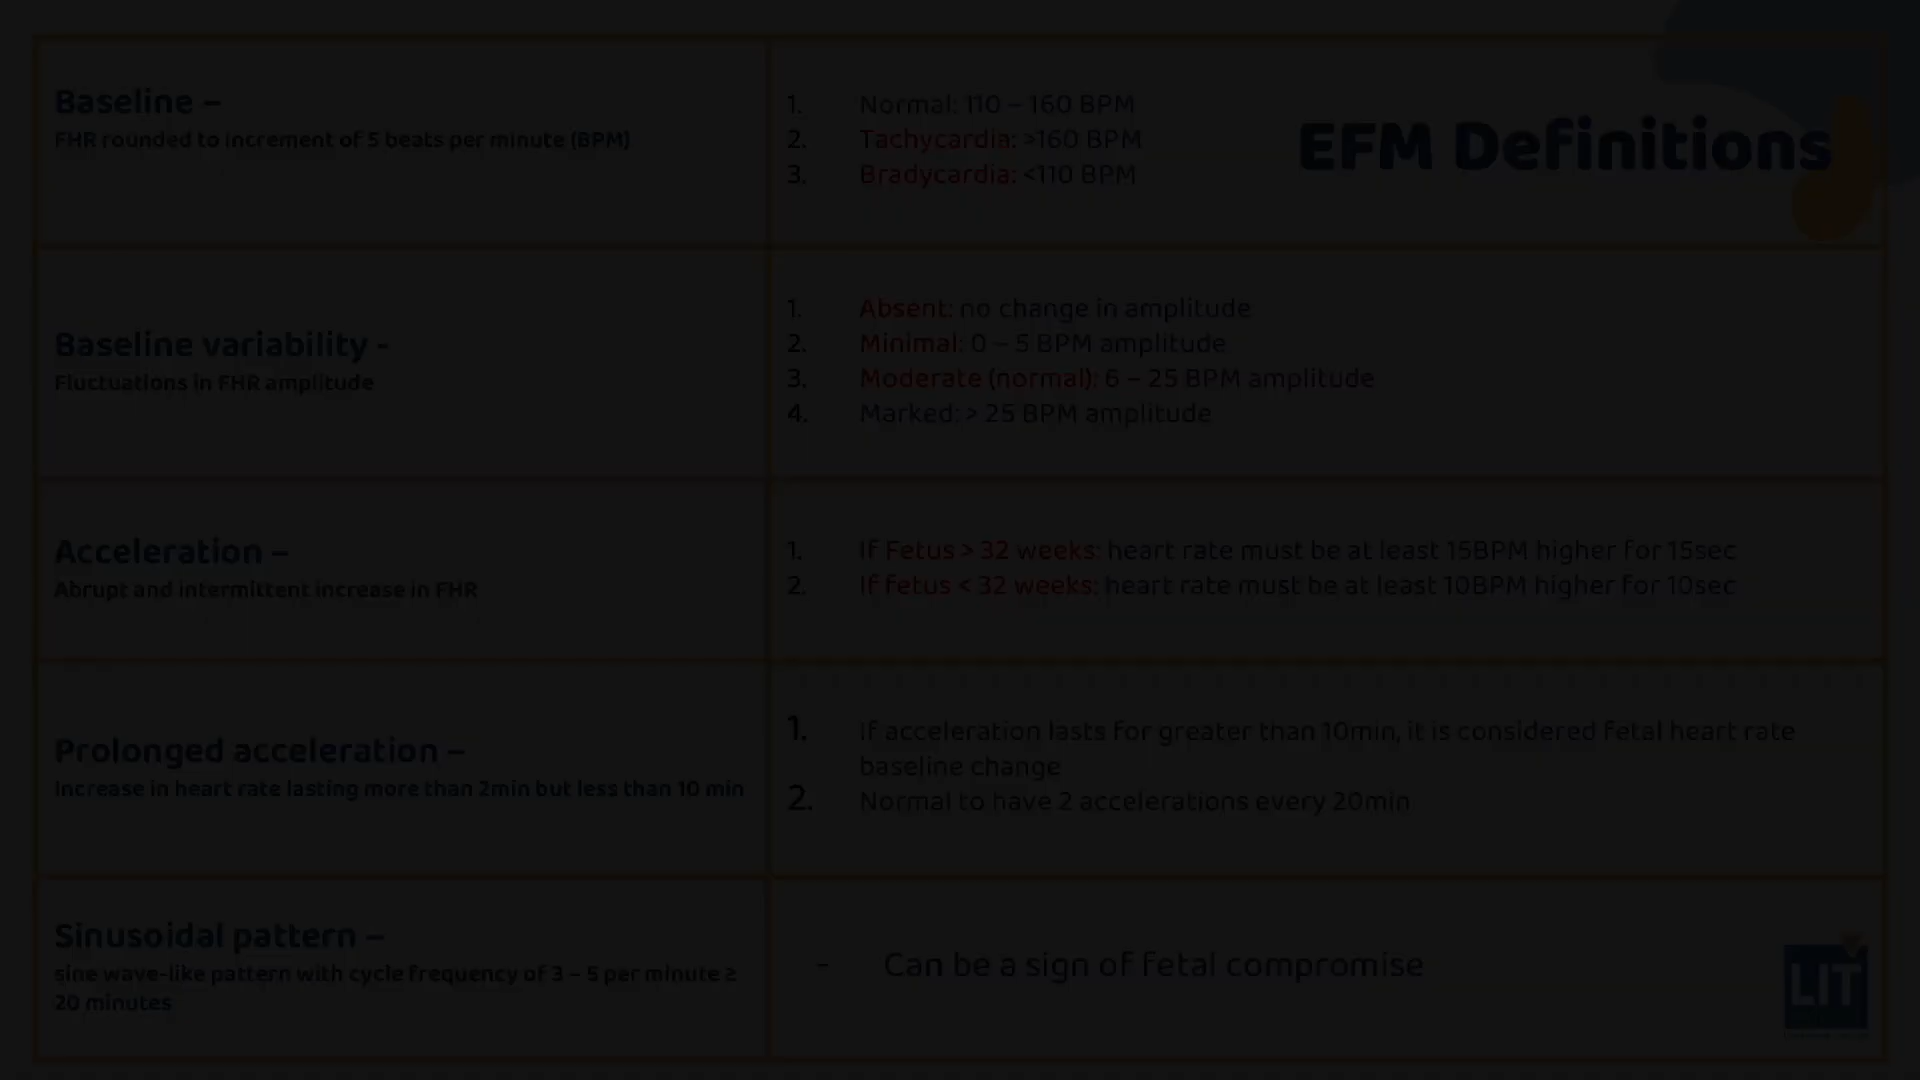 EFM Definitions
Baseline –
FHR rounded to increment of 5 beats per minute (BPM)
1. Normal: 110 – 160 BPM
2. Tachycardia: >160 BPM
3. Bradycardia: <110 BPM
Baseline variability -
Fluctuations in FHR amplitude
1. Absent: no change in amplitude
2. Minimal: 0 – 5 BPM amplitude
3. Moderate (normal): 6 – 25 BPM amplitude
4. Marked: > 25 BPM amplitude
Acceleration –
Abrupt and intermittent increase in FHR
1. If Fetus > 32 weeks: heart rate must be at least 15BPM higher for 15sec
2. If fetus < 32 weeks: heart rate must be at least 10BPM higher for 10sec
Prolonged acceleration –
Increase in heart rate lasting more than 2min but less than 10 min
1. If acceleration lasts for greater than 10min, it is considered fetal heart rate
baseline change
2. Normal to have 2 accelerations every 20min
Sinusoidal pattern –
sine wave-like pattern with cycle frequency of 3 – 5 per minute ≥
20 minutes
- Can be a sign of fetal compromise
LIT